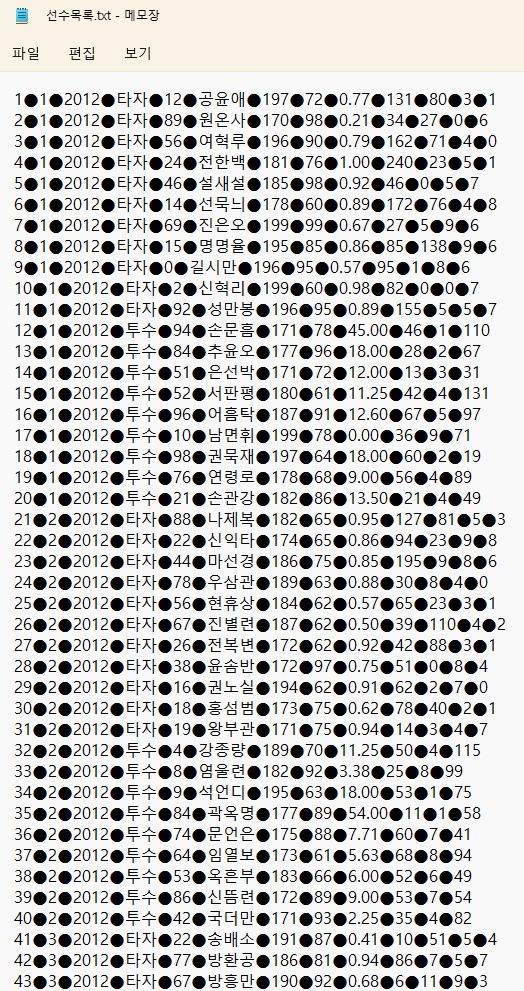 선수목록.txt - 메모장
파일 편집 보기
1●1●2012●타자●12●공윤애●197●72●0.77●131●80●3●1
2●1●2012●타자●89●원온사●170●98●0.21●34●27●0●6
3●1●2012●타자●56●여혁루●196●90●0.79●162●71●4●0
4●1●2012●타자●24●전한백●181●76●1.00●240●23●5●1
5●1●2012●타자●46●설새설●185●98●0.92●46●0●5●7
6●1●2012●타자●14●선묵늬●178●60●0.89●172●76●4●8
7●1●2012●타자●69●진은오●199●99●0.67●27●5●9●6
8●1●2012●타자●15●명명율●195●85●0.86●85●138●9●6
9●1●2012●타자●0●길시만●196●95●0.57●95●1●8●6
10●1●2012●타자●2●신혁리●199●60●0.98●82●0●0●7
11●1●2012●타자●92●성만봉●196●95●0.89●155●5●5●7
12●1●2012●투수●94●손문흠●171●78●45.00●46●1●110
13●1●2012●투수●84●추윤오●177●96●18.00●28●2●67
14●1●2012●투수●51●은선박●171●72●12.00●13●3●31
15●1●2012●투수●52●서판평●180●61●11.25●42●4●131
16●1●2012●투수●96●어흠탁●187●91●12.60●67●5●97
17●1●2012●투수●10●남면휘●199●78●0.00●36●9●71
18●1●2012●투수●98●권묵재●197●64●18.00●60●2●19
19●1●2012●투수●76●연령로●178●68●9.00●56●4●89
20●1●2012●투수●21●손관강●182●86●13.50●21●4●49
21●2●2012●타자●88●나제복●182●65●0.95●127●81●5●3
22●2●2012●타자●22●신익타●174●65●0.86●94●23●9●8
23●2●2012●타자●44●마선경●186●75●0.85●195●9●8●6
24●2●2012●타자●78●우삼관●189●63●0.88●30●8●4●0
25●2●2012●타자●56●현휴상●184●62●0.57●65●23●3●1
26●2●2012●타자●67●진별련●187●62●0.50●39●110●4●2
27●2●2012●타자●26●전복변●172●62●0.92●42●88●3●1
28●2●2012●타자●38●윤솜반●172●97●0.75●51●0●8●4
29●2●2012●타자●16●권노실●194●62●0.91●62●2●7●0
30●2●2012●타자●18●홍섬범●173●75●0.62●78●40●2●1
31●2●2012●타자●19●왕부관●171●75●0.94●14●3●4●7
32●2●2012●투수●4●강종량●189●70●11.25●50●4●115
33●2●2012●투수●8●염울련●182●92●3.38●25●8●99
34●2●2012●투수●9●석언디●195●63●18.00●53●1●75
35●2●2012●투수●84●곽옥명●177●89●54.00●11●1●58
36●2●2012●투수●74●문언은●175●88●7.71●60●7●41
37●2●2012●투수●64●임열보●173●61●5.63●68●8●94
38●2●2012●투수●53●옥흔부●183●66●6.00●52●6●49
39●2●2012●투수●86●신뜸련●172●89●9.00●53●7●54
40●2●2012●투수●42●국더만●171●93●2.25●35●4●82
41●3●2012●타자●22●송배소●191●87●0.41●10●51●5●4
42●3●2012●타자●77●방환공●186●81●0.94●86●7●5●7
43●3●2012●타자●67●방흥만●190●92●0.68●6●11●9●3